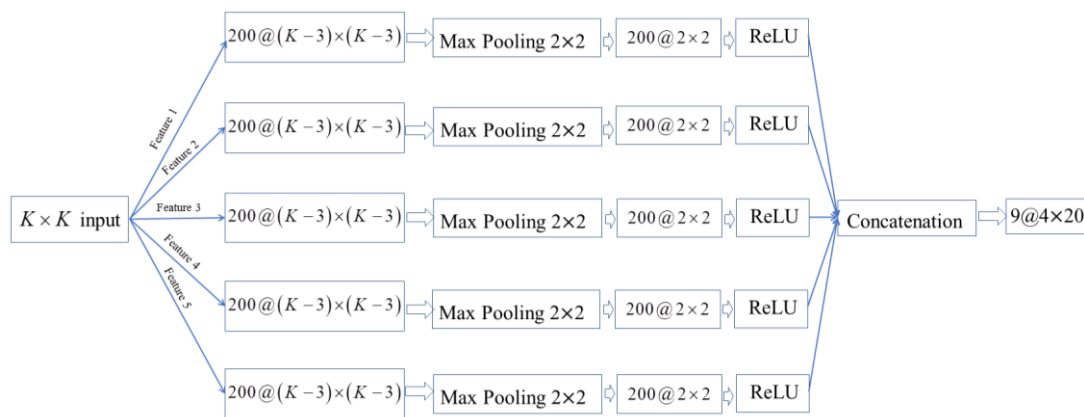 200@(K−3)×(K−3) Max Pooling 2×2 200@2×2 ReLU
Feature 1
200@(K−3)×(K−3) Max Pooling 2×2 200@2×2 ReLU
Feature 2
K×K input Feature 3 200@(K−3)×(K−3) Max Pooling 2×2 200@2×2 ReLU Concatenation 9@4×20
Feature 4
200@(K−3)×(K−3) Max Pooling 2×2 200@2×2 ReLU
Feature 5
200@(K−3)×(K−3) Max Pooling 2×2 200@2×2 ReLU